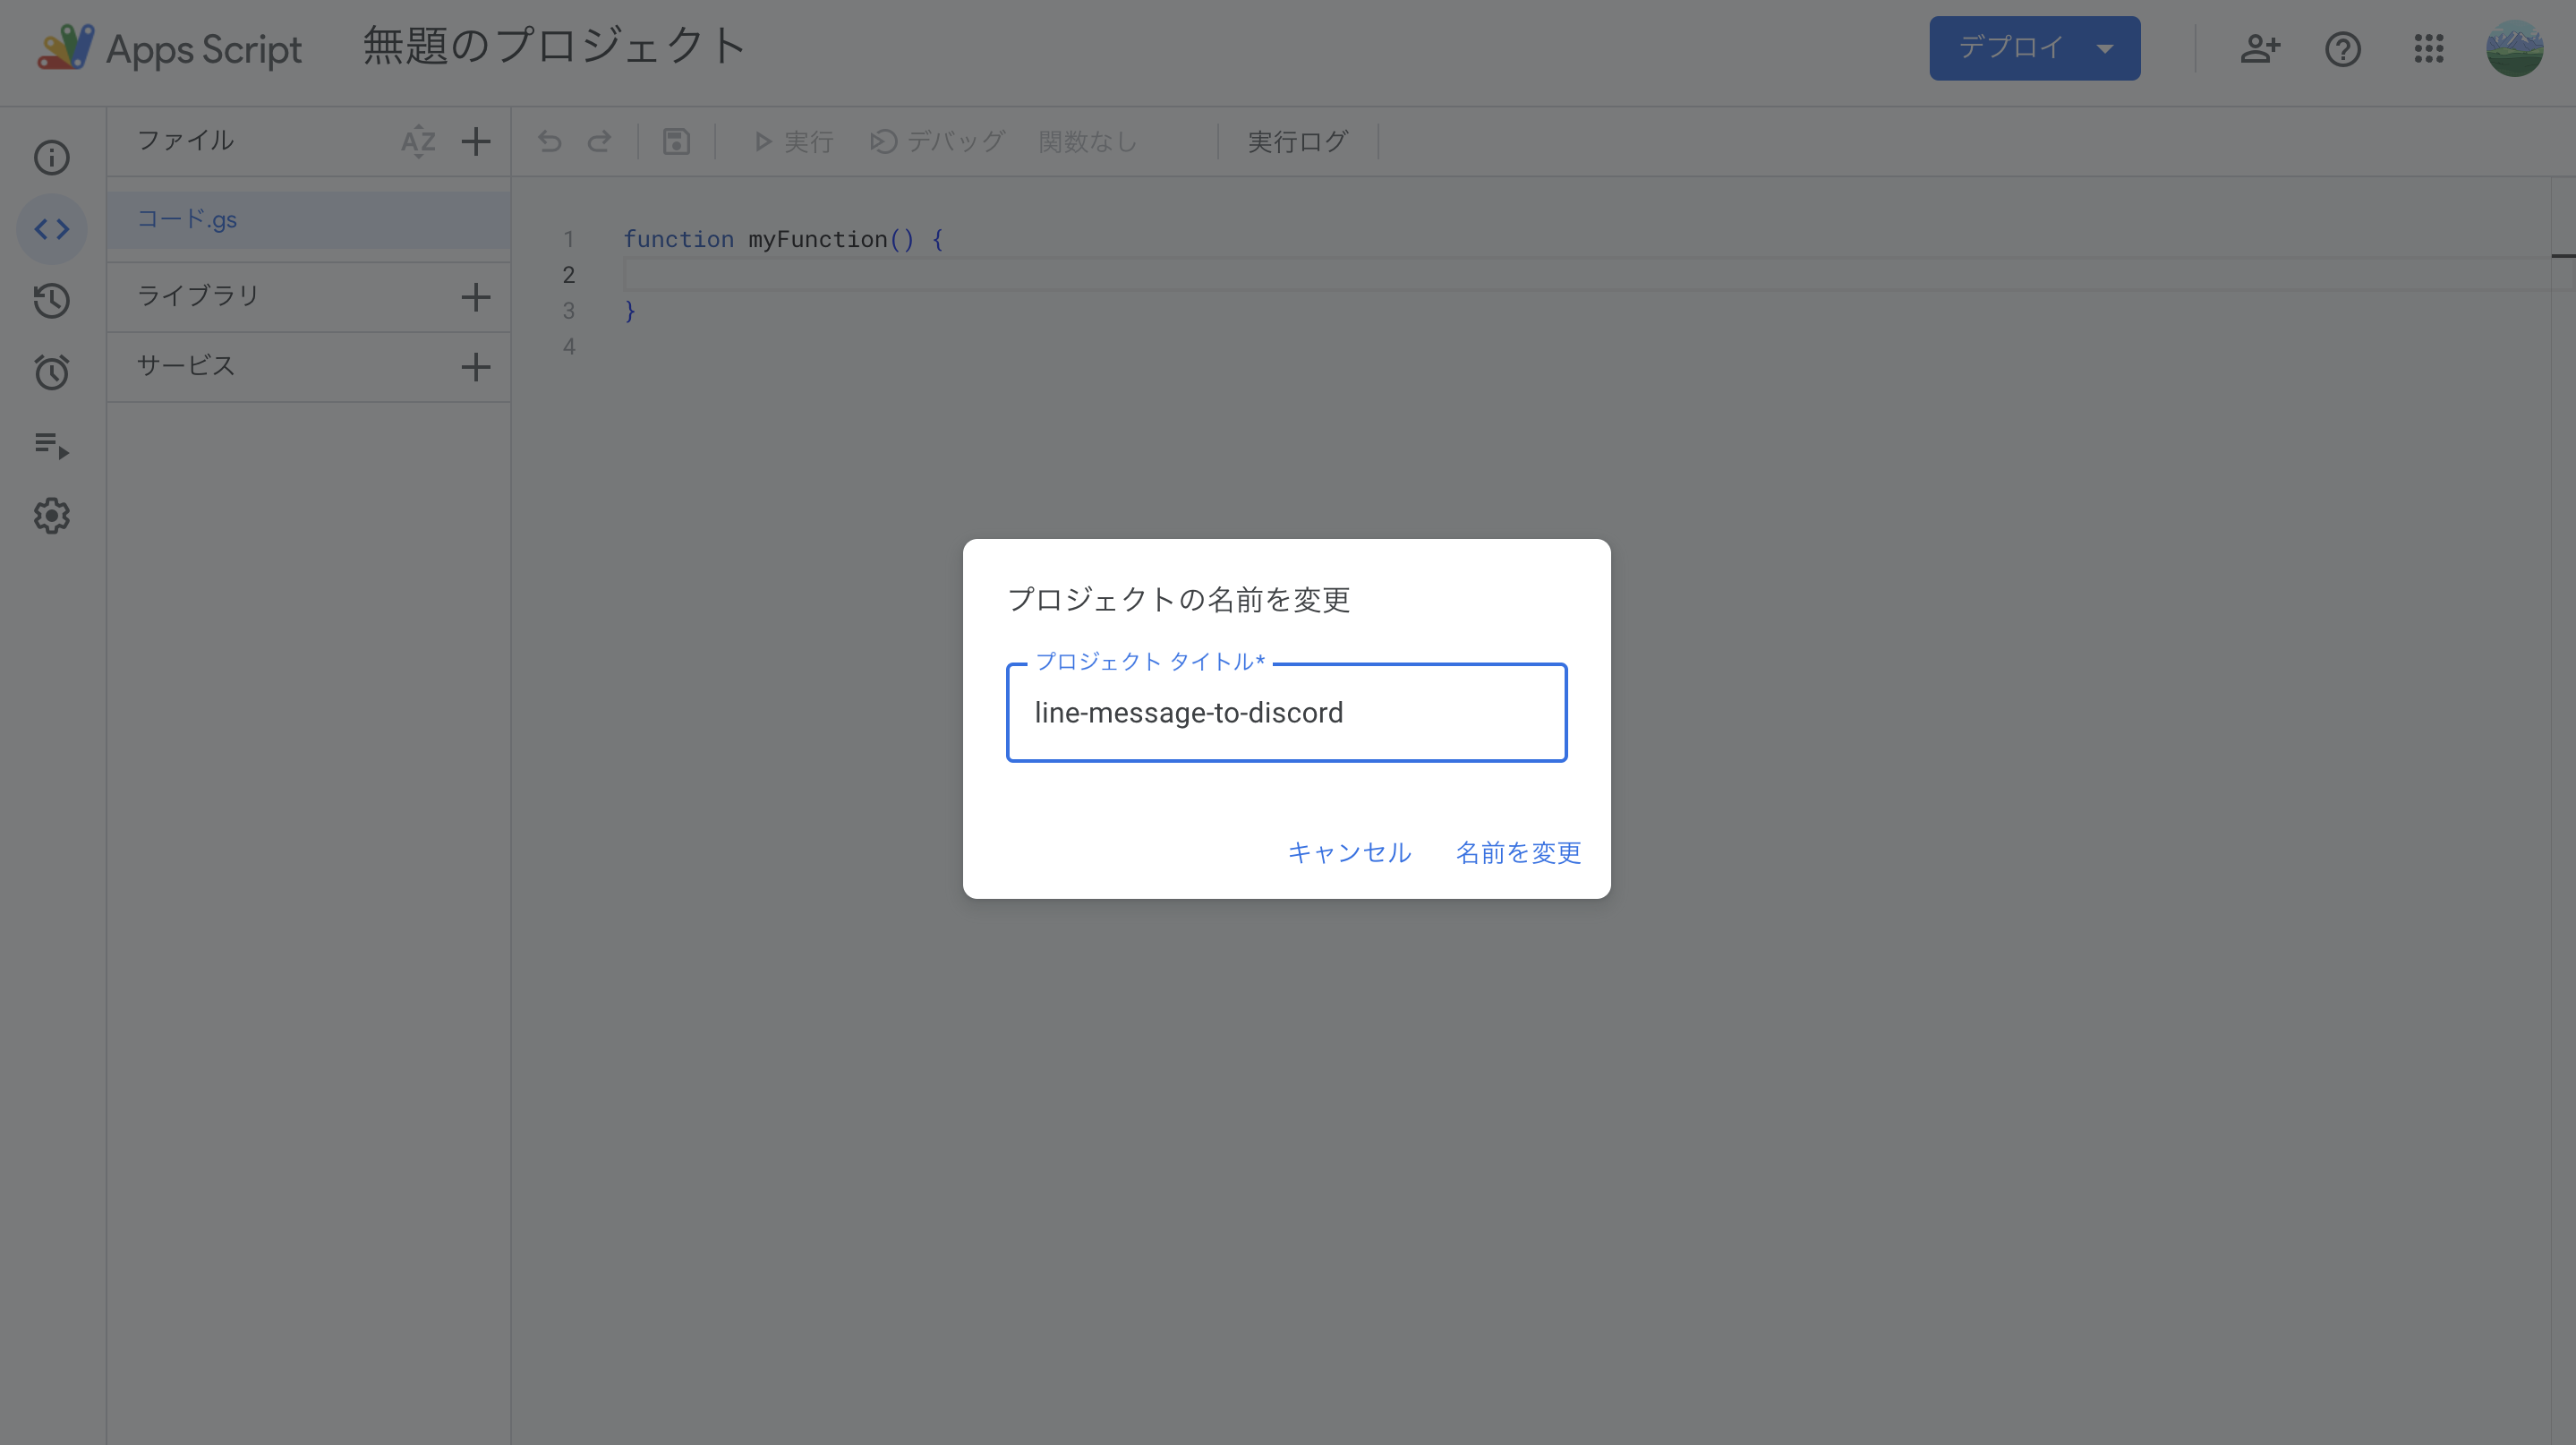 Apps Script 無題のプロジェクト デプロイ
ファイル AZ 実行 デバッグ 関数なし 実行ログ
コード.gs
ライブラリ
サービス
1 function myFunction() {
2
3 }
4
プロジェクトの名前を変更
プロジェクト タイトル*
line-message-to-discord
キャンセル 名前を変更